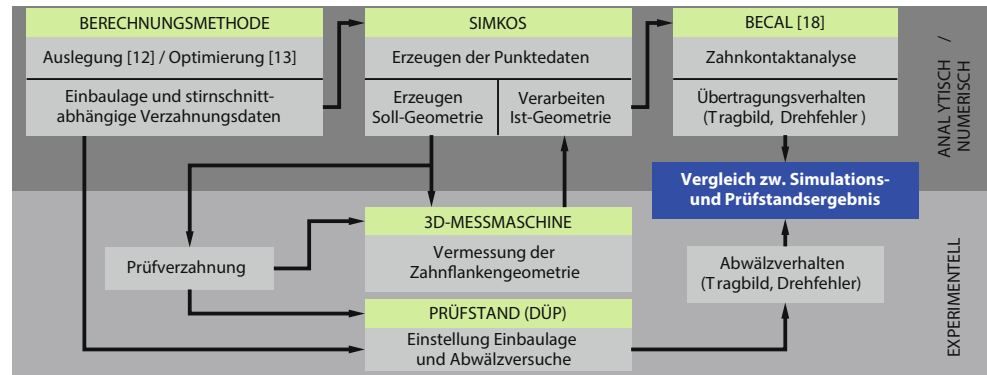 BERECHNUNGSMETHODE
Auslegung [12] / Optimierung [13]
Einbaulage und stirnschnitt-
abhängige Verzahnungsdaten
SIMKOS
Erzeugen der Punktedaten
Erzeugen
Soll-Geometrie
Verarbeiten
Ist-Geometrie
BECAL [18]
Zahnkontaktanalyse
Übertragungsverhalten
(Tragbild, Drehfehler )
ANALYTISCH /
NUMERISCH
Vergleich zw. Simulations-
und Prüfstandsergebnis
3D-MESSMASCHINE
Vermessung der
Zahnflankengeometrie
Prüfverzahnung
Abwälzverhalten
(Tragbild, Drehfehler)
PRÜFSTAND (DÜP)
Einstellung Einbaulage
und Abwälzversuche
EXPERIMENTELL